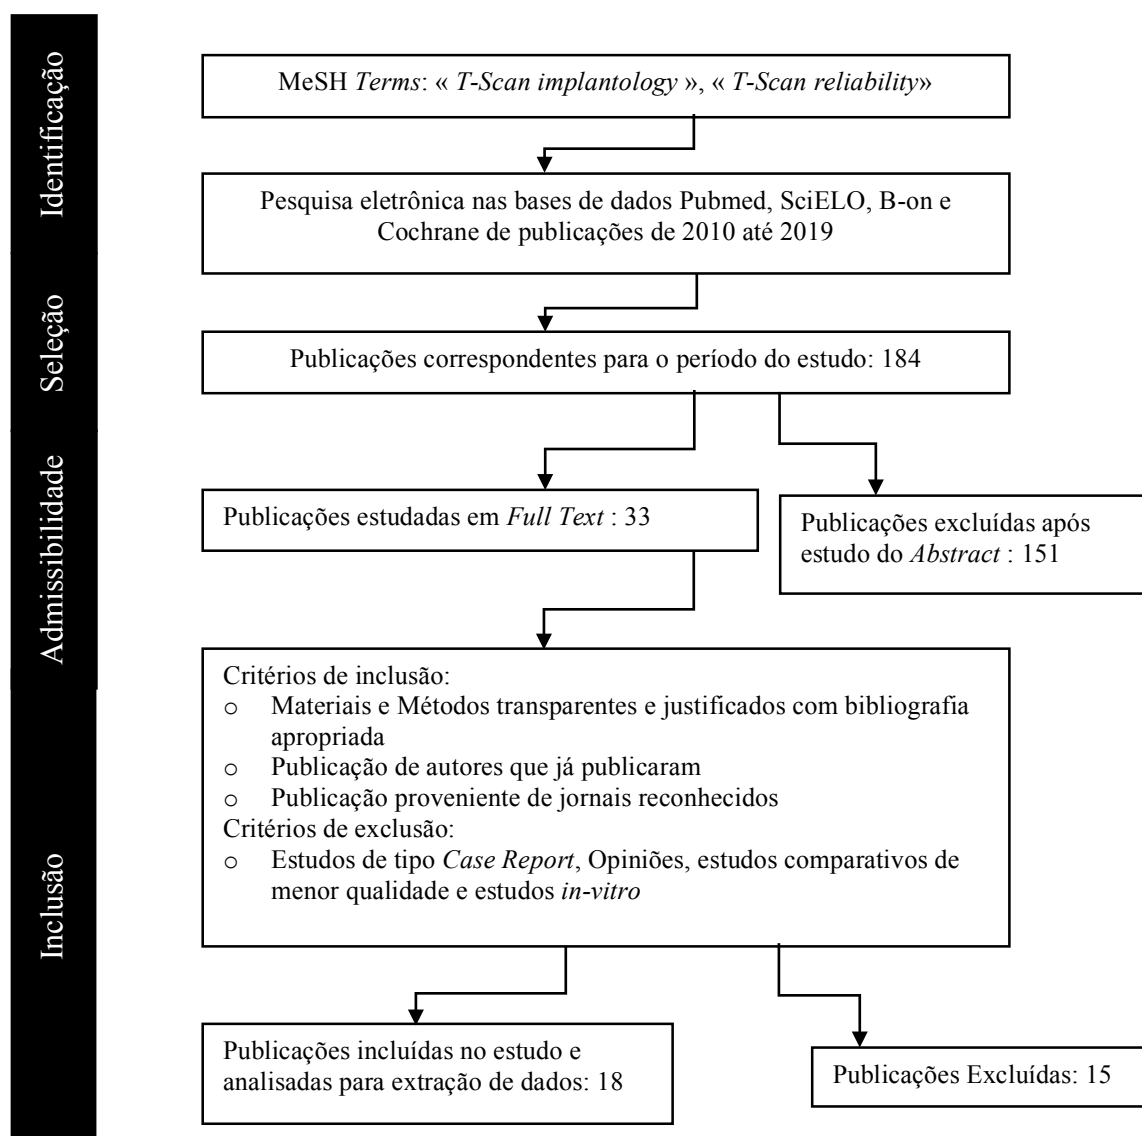 Identificação
MeSH Terms: « T-Scan implantology », « T-Scan reliability»
Pesquisa eletrônica nas bases de dados Pubmed, SciELO, B-on e
Cochrane de publicações de 2010 até 2019
Seleção
Publicações correspondentes para o período do estudo: 184
Admissibilidade
Publicações estudadas em Full Text : 33
Publicações excluídas após
estudo do Abstract : 151
Inclusão
Critérios de inclusão:
o Materiais e Métodos transparentes e justificados com bibliografia
apropriada
o Publicação de autores que já publicaram
o Publicação proveniente de jornais reconhecidos
Critérios de exclusão:
o Estudos de tipo Case Report, Opiniões, estudos comparativos de
menor qualidade e estudos in-vitro
Publicações incluídas no estudo e
analisadas para extração de dados: 18
Publicações Excluídas: 15